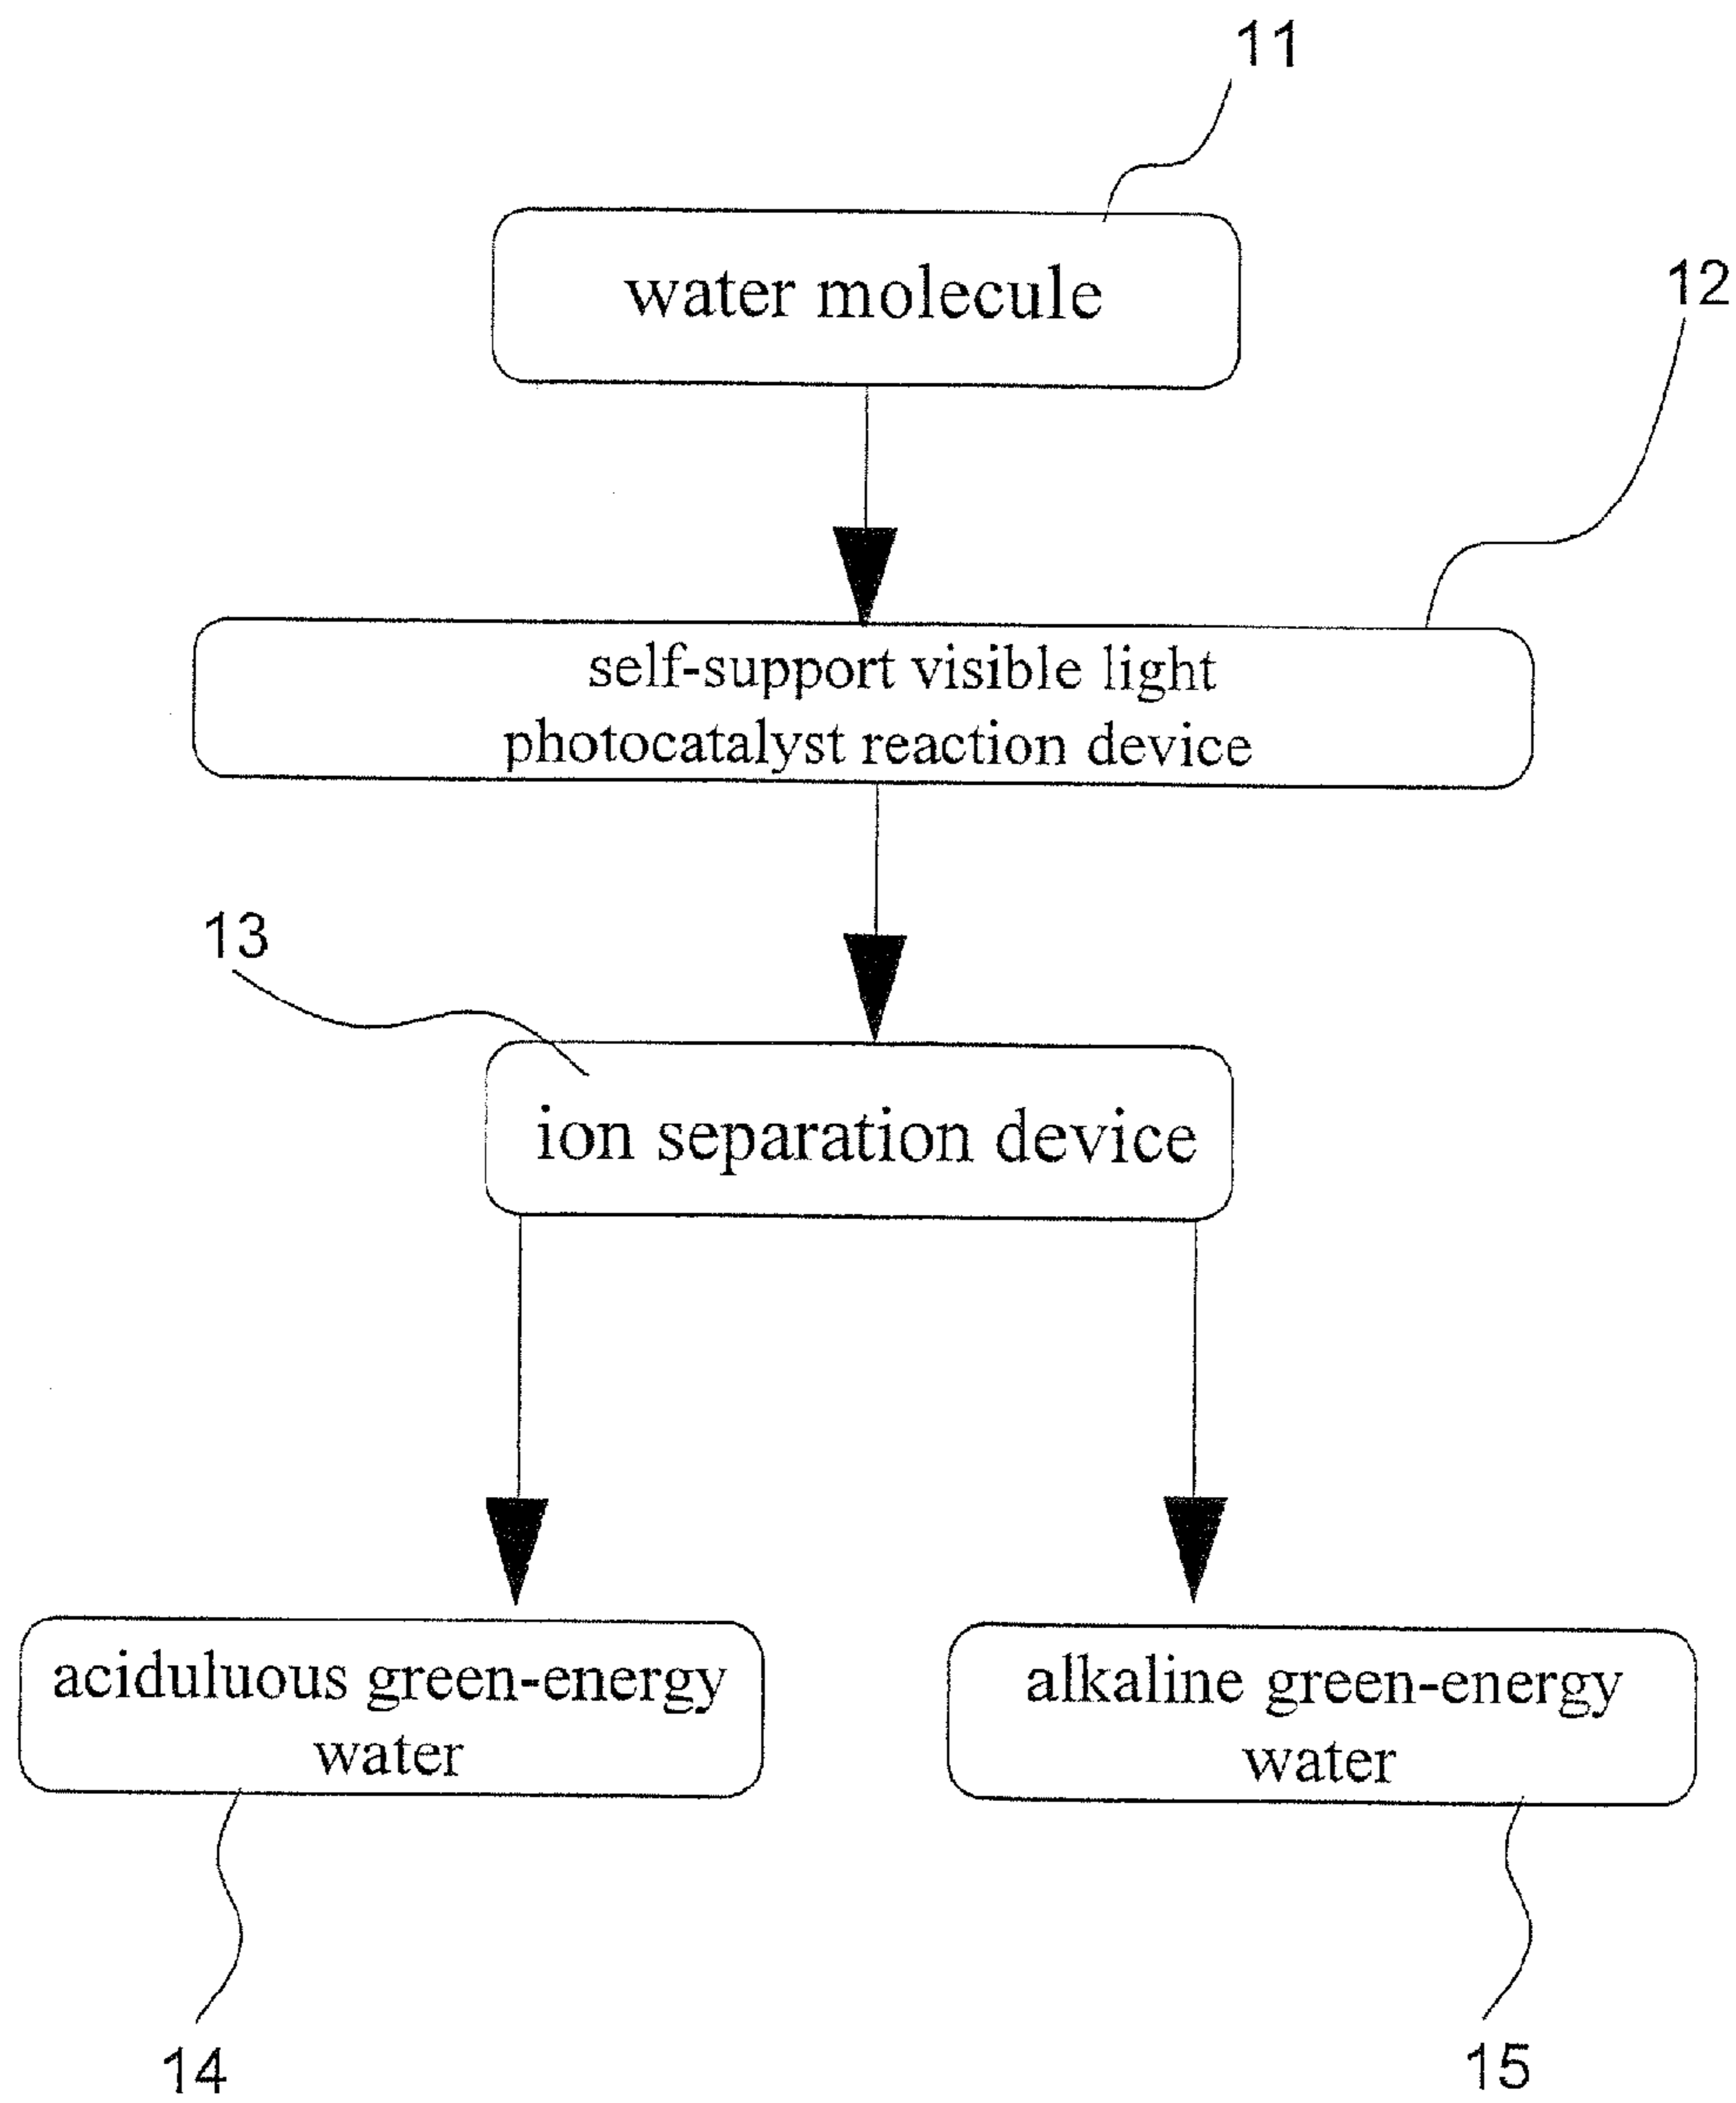 11
water molecule
12
self-support visible light
photocatalyst reaction device
13
ion separation device
aciduluous green-energy
water
alkaline green-energy
water
14
15